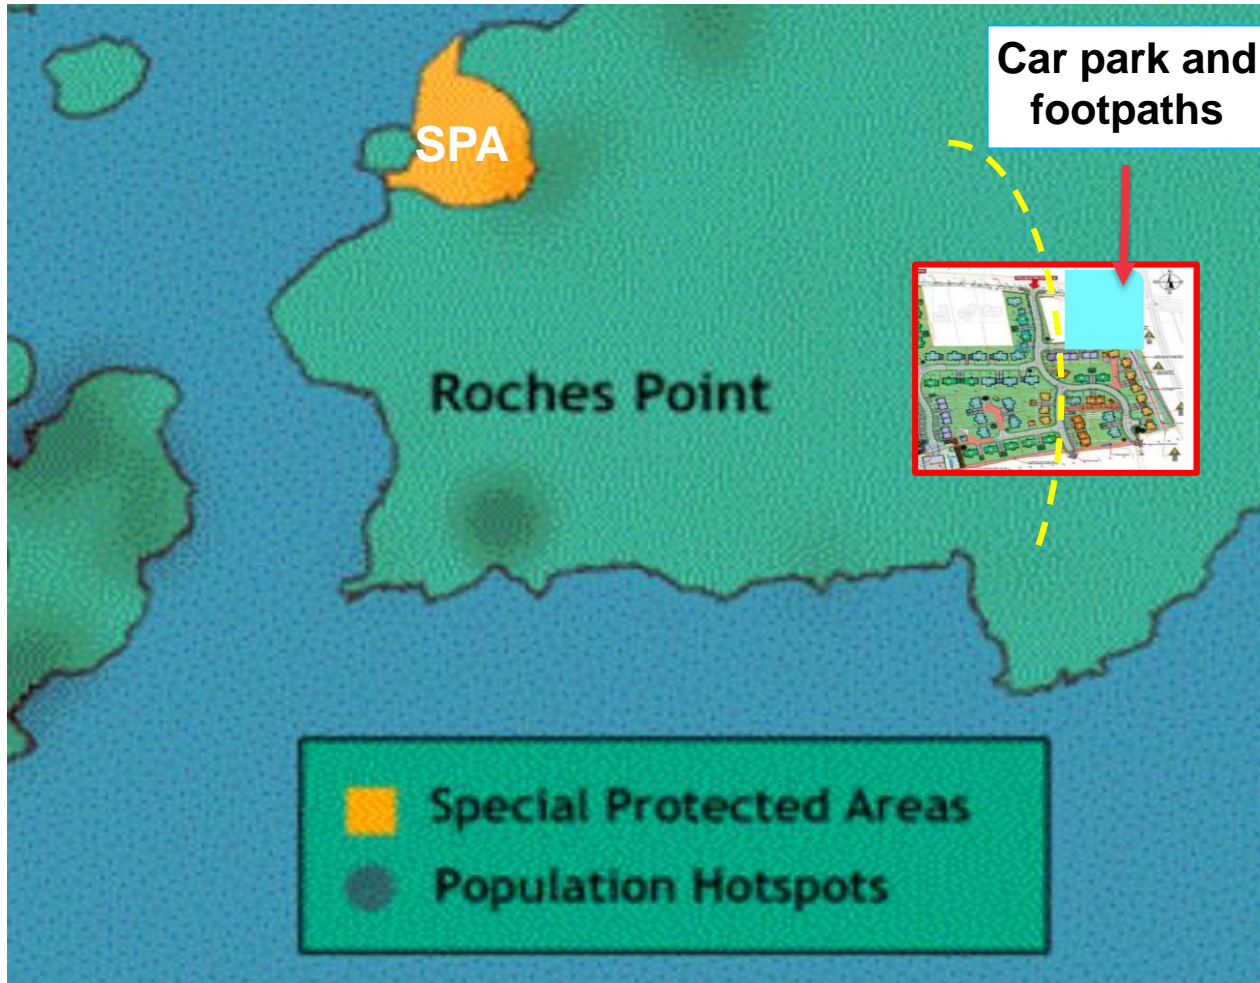 Car park and
footpaths
SPA
Roches Point
Special Protected Areas
Population Hotspots